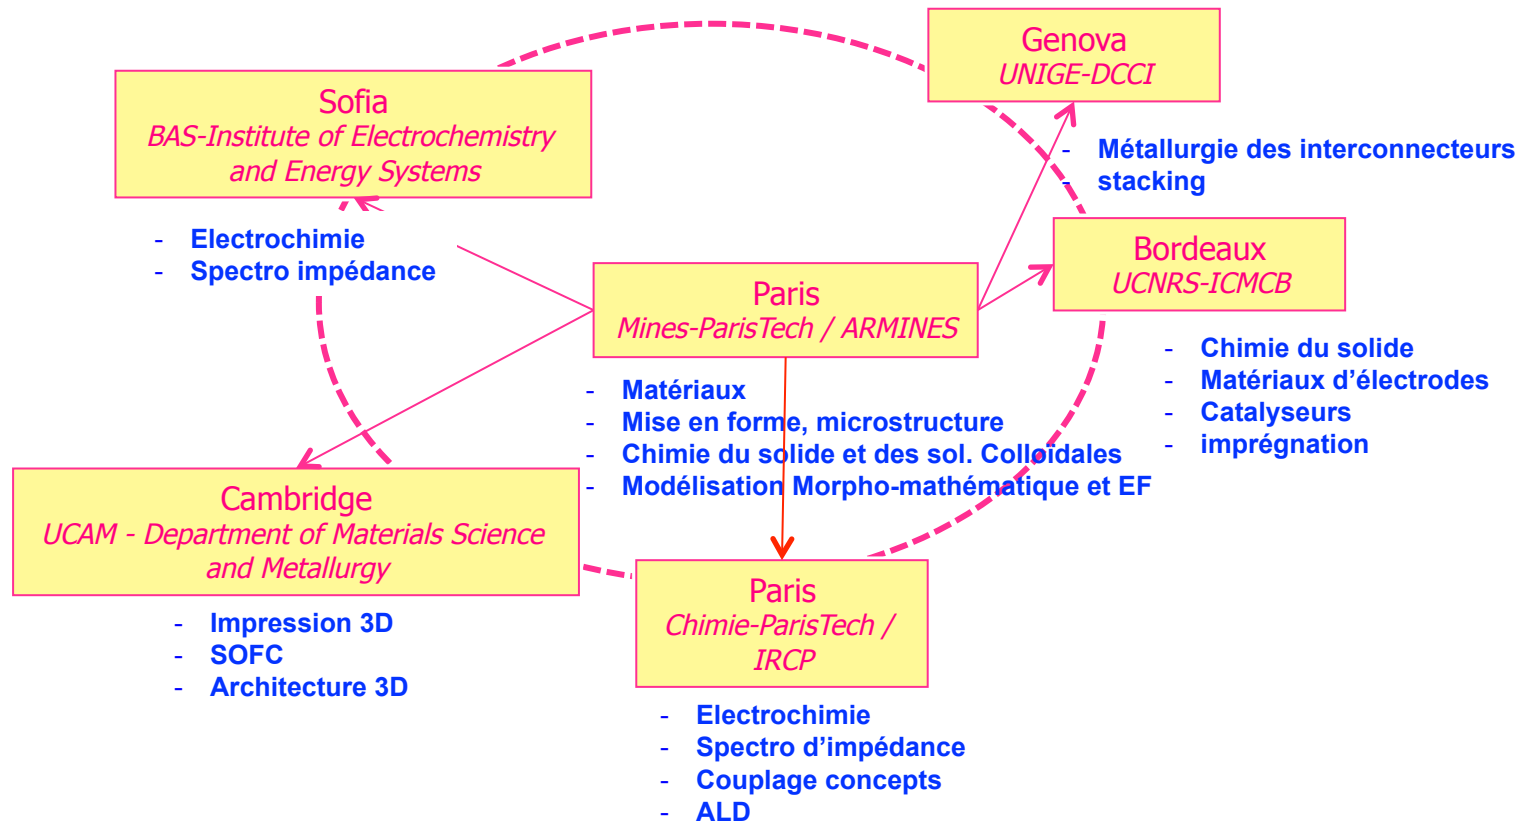 Genova
UNIGE-DCCI
- Métallurgie des interconnecteurs
- stacking
Sofia
BAS-Institute of Electrochemistry
and Energy Systems
- Electrochimie
- Spectro impédance
Bordeaux
UCNRS-ICMCB
- Chimie du solide
- Matériaux d’électrodes
- Catalyseurs
- imprégnation
Paris
Mines-ParisTech / ARMINES
- Matériaux
- Mise en forme, microstructure
- Chimie du solide et des sol. Colloïdales
- Modélisation Morpho-mathématique et EF
Cambridge
UCAM - Department of Materials Science
and Metallurgy
- Impression 3D
- SOFC
- Architecture 3D
Paris
Chimie-ParisTech /
IRCP
- Electrochimie
- Spectro d’impédance
- Couplage concepts
- ALD